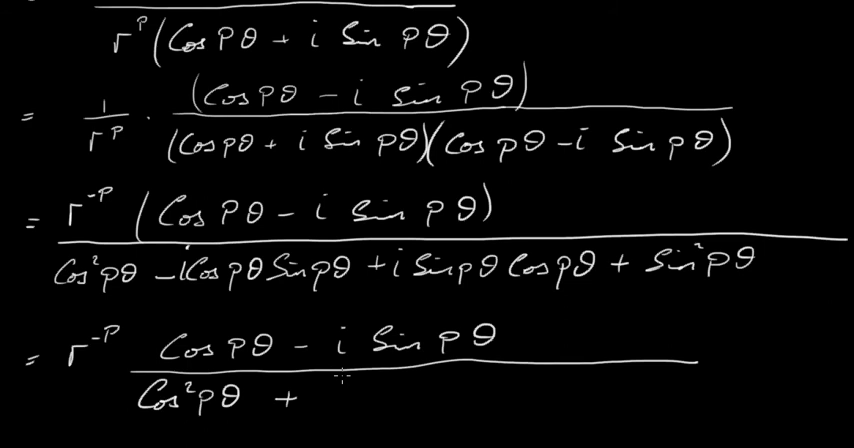 r^p (Cos pθ + i Sin pθ)
= 1/r^p · (Cos pθ - i Sin pθ) / (Cos pθ + i Sin pθ)(Cos pθ - i Sin pθ)
= r^-p (Cos pθ - i Sin pθ) / Cos²pθ - i Cos pθ Sin pθ + i Sin pθ Cos pθ + Sin²pθ
= r^-p Cos pθ - i Sin pθ / Cos²pθ +